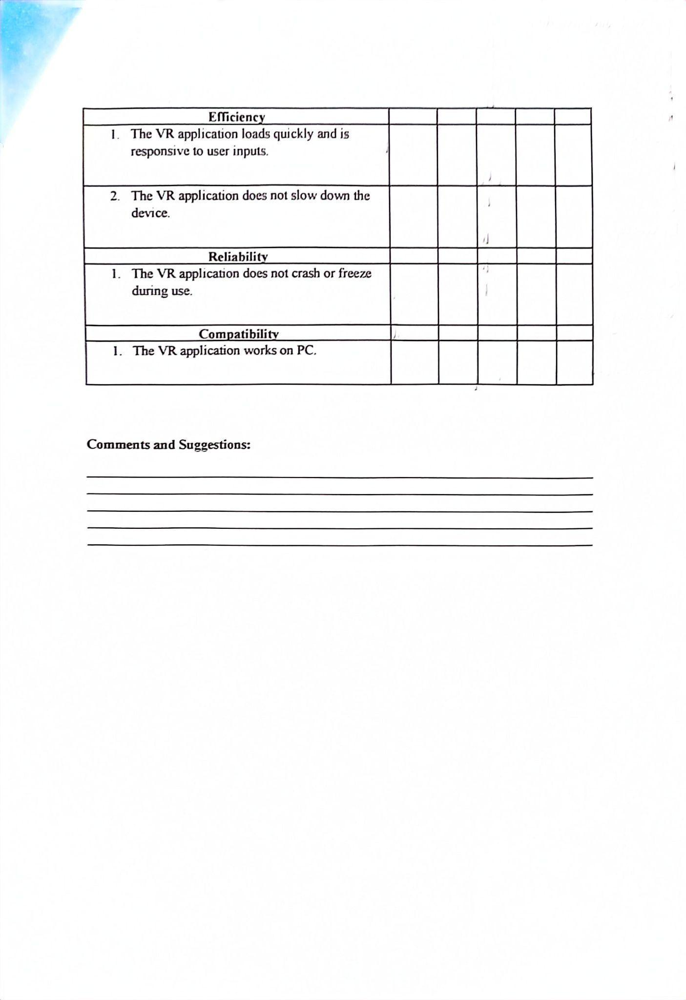 Efficiency
1. The VR application loads quickly and is
responsive to user inputs.
2. The VR application does not slow down the
device.
Reliability
1. The VR application does not crash or freeze
during use.
Compatibility
1. The VR application works on PC.
Comments and Suggestions: